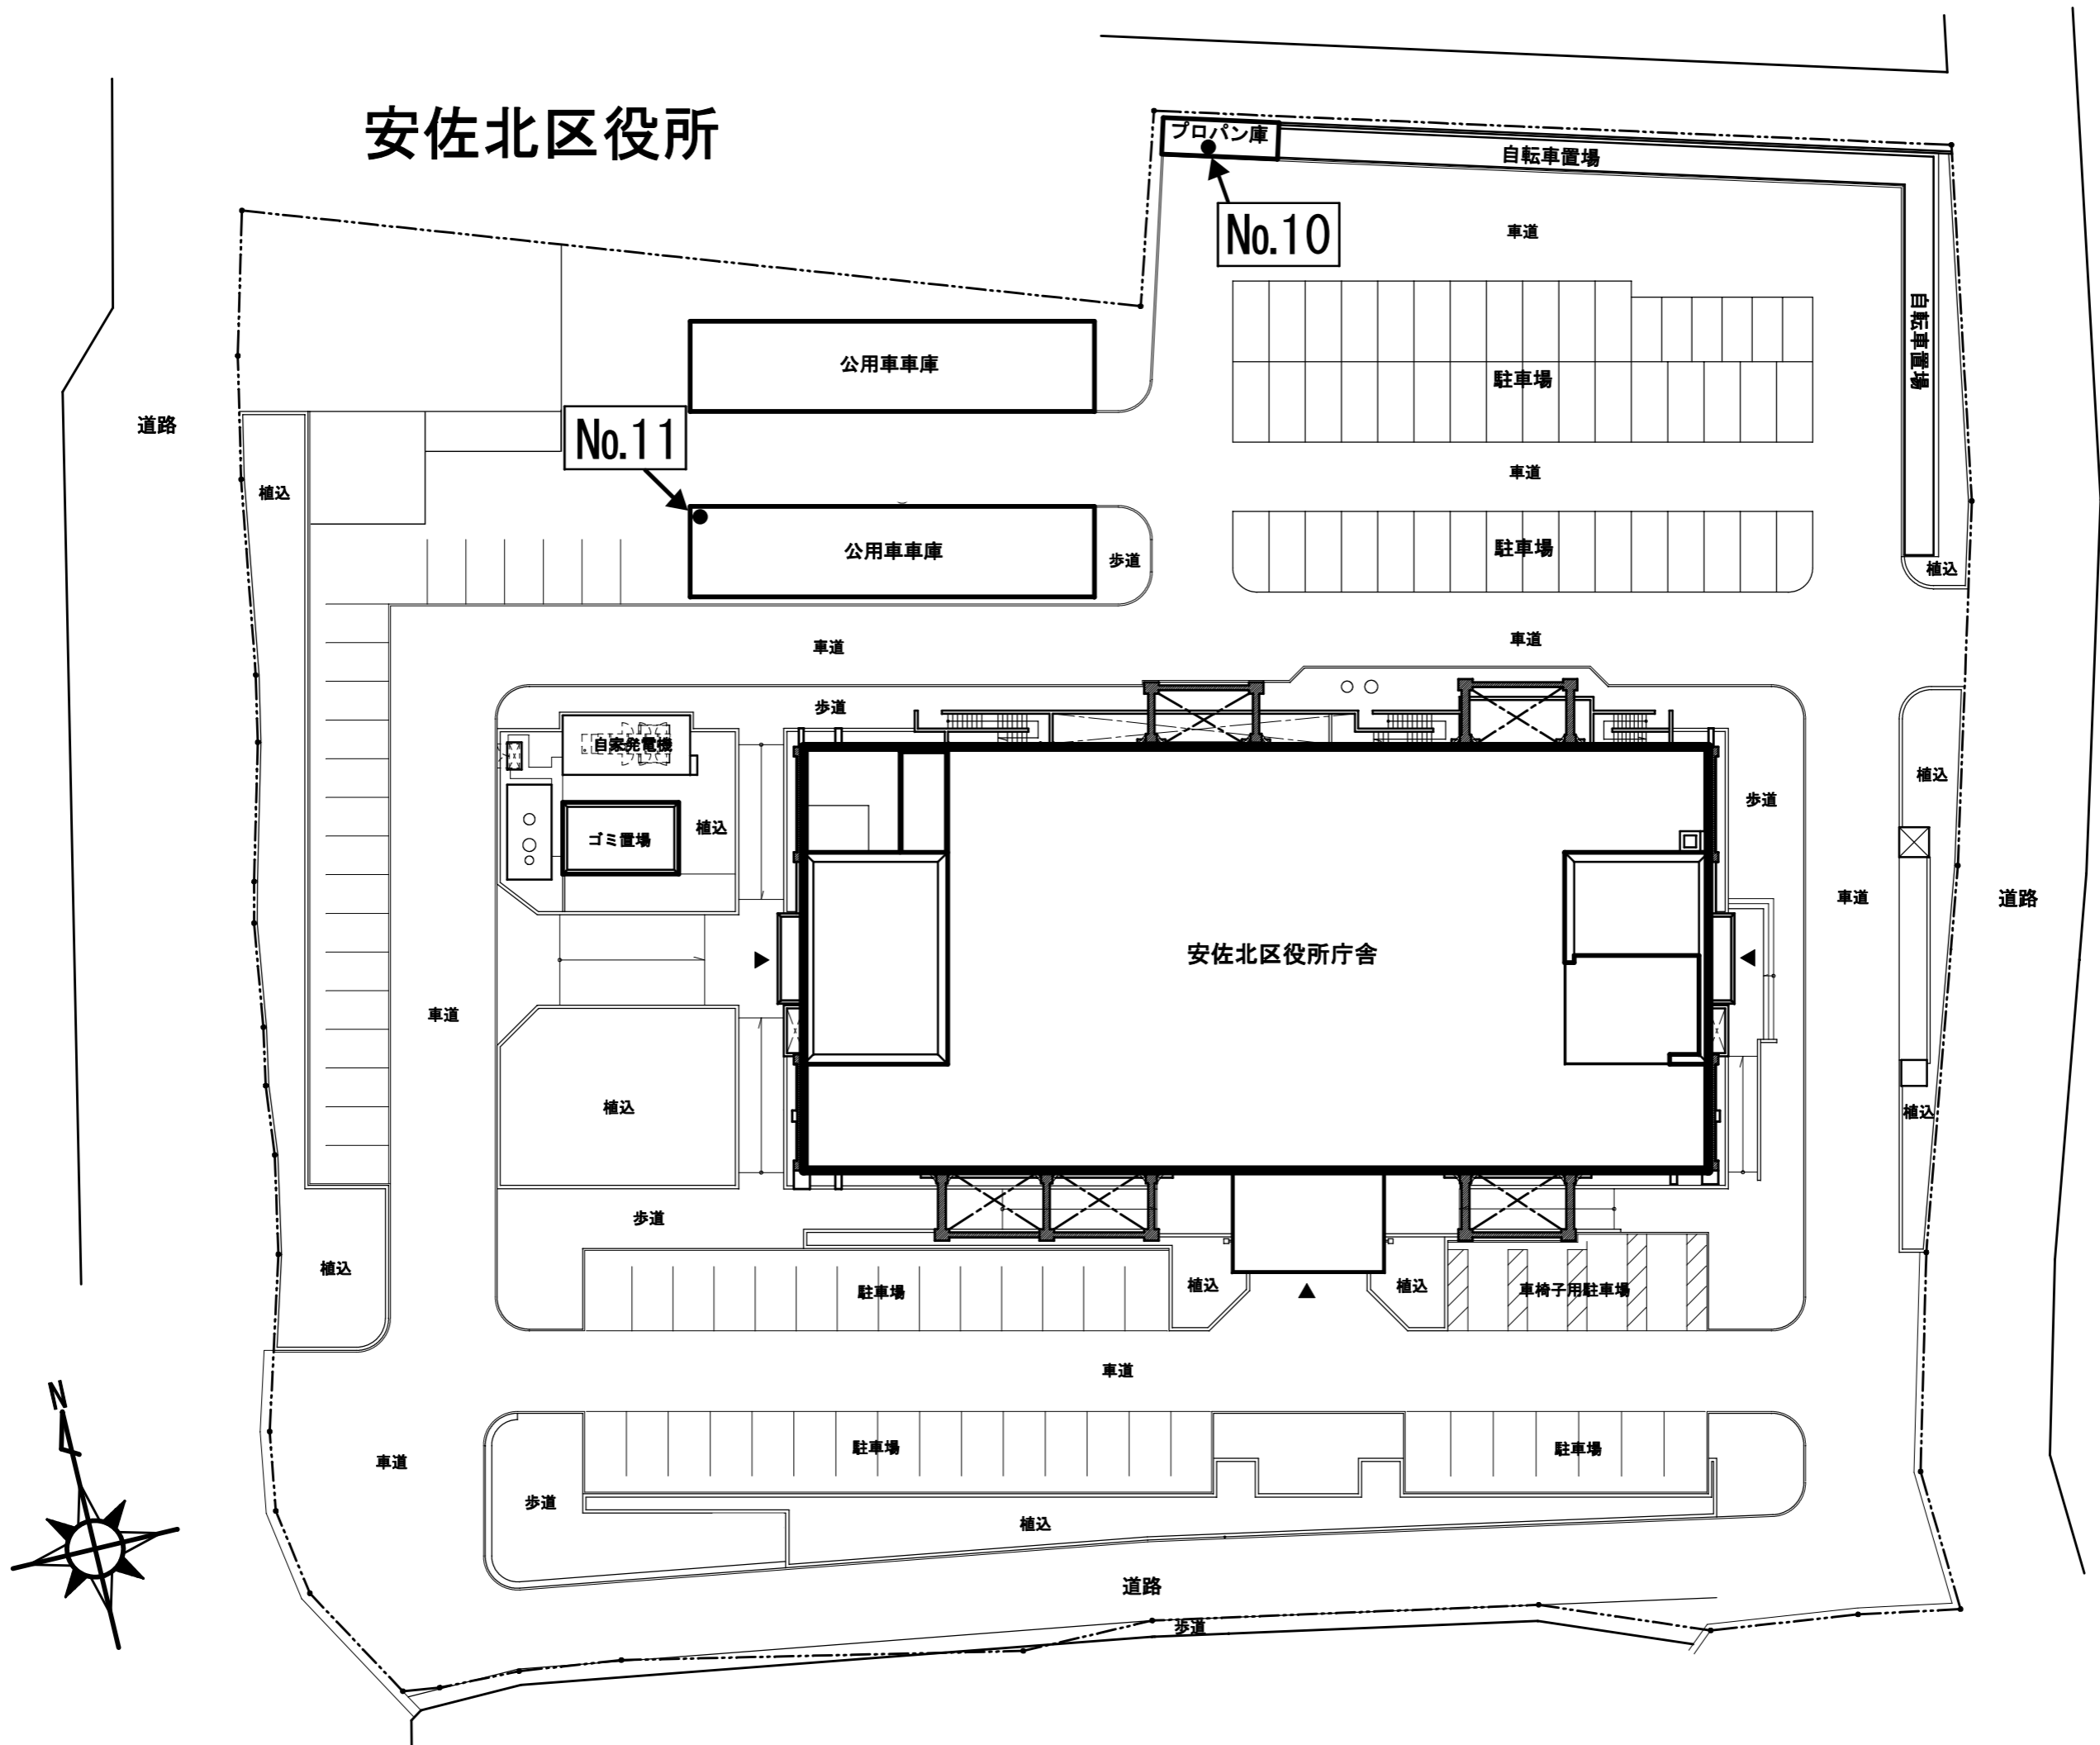 安佐北区役所
プロパン庫
自転車置場
No.10
車道
自転車置場
公用車車庫
駐車場
No.11
道路
車道
植込
公用車車庫
歩道
駐車場
植込
車道
車道
歩道
自家発電機
植込
歩道
ゴミ置場
植込
車道
道路
安佐北区役所庁舎
車道
植込
植込
歩道
植込
駐車場
植込
植込
車椅子用駐車場
車道
N
車道
駐車場
駐車場
歩道
植込
道路
歩道